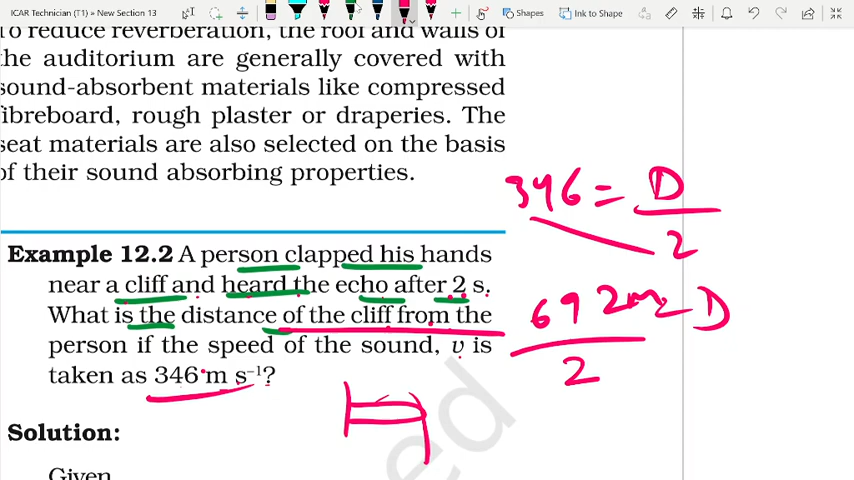 ICAR Technician (T1) » New Section 13
Shapes
Ink to Shape
To reduce reverberation, the roof and walls of
the auditorium are generally covered with
sound-absorbent materials like compressed
fibreboard, rough plaster or draperies. The
seat materials are also selected on the basis
of their sound absorbing properties.
346 = D
2
Example 12.2 A person clapped his hands
near a cliff and heard the echo after 2 s.
What is the distance of the cliff from the
person if the speed of the sound, v is
taken as 346 m s⁻¹?
692m = D
2
Solution:
Given
ed